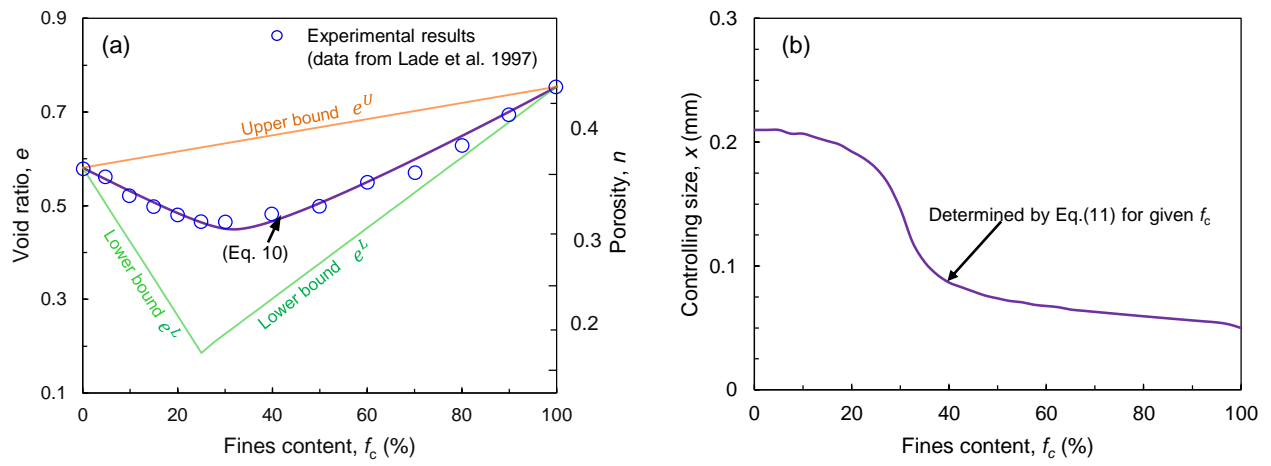 (a)
Experimental results
(data from Lade et al. 1997)
Upper bound e^U
Lower bound e^L
Lower bound e^L
(Eq. 10)
Void ratio, e
0.9
0.7
0.5
0.3
0.1
Porosity, n
0.4
0.3
0.2
0 20 40 60 80 100
Fines content, f_c (%)
(b)
Determined by Eq.(11) for given f_c
Controlling size, x (mm)
0.3
0.2
0.1
0
0 20 40 60 80 100
Fines content, f_c (%)